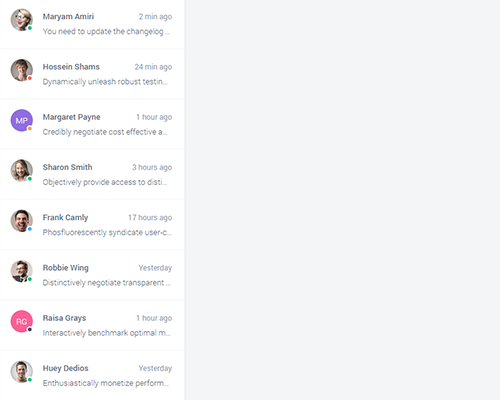 Maryam Amiri 2 min ago
You need to update the changelog ...
Hossein Shams 24 min ago
Dynamically unleash robust testin...
MP Margaret Payne 1 hour ago
Credibly negotiate cost effective a...
Sharon Smith 3 hours ago
Objectively provide access to disti...
Frank Camly 17 hours ago
Phosfluorescently syndicate user-c...
Robbie Wing Yesterday
Distinctively negotiate transparent ...
RG Raisa Grays 1 hour ago
Interactively benchmark optimal m...
Huey Dedios Yesterday
Enthusiastically monetize perform...